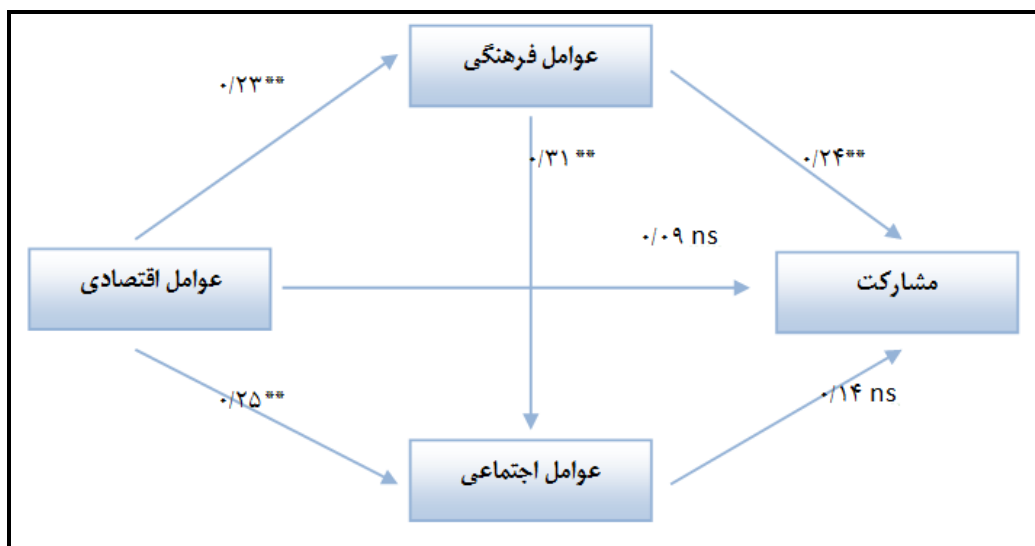 عوامل فرهنگی
۰/۲۳**
۰/۳۱**
۰/۲۴**
۰/۰۹ ns
عوامل اقتصادی
مشارکت
۰/۲۵**
۰/۱۴ ns
عوامل اجتماعی